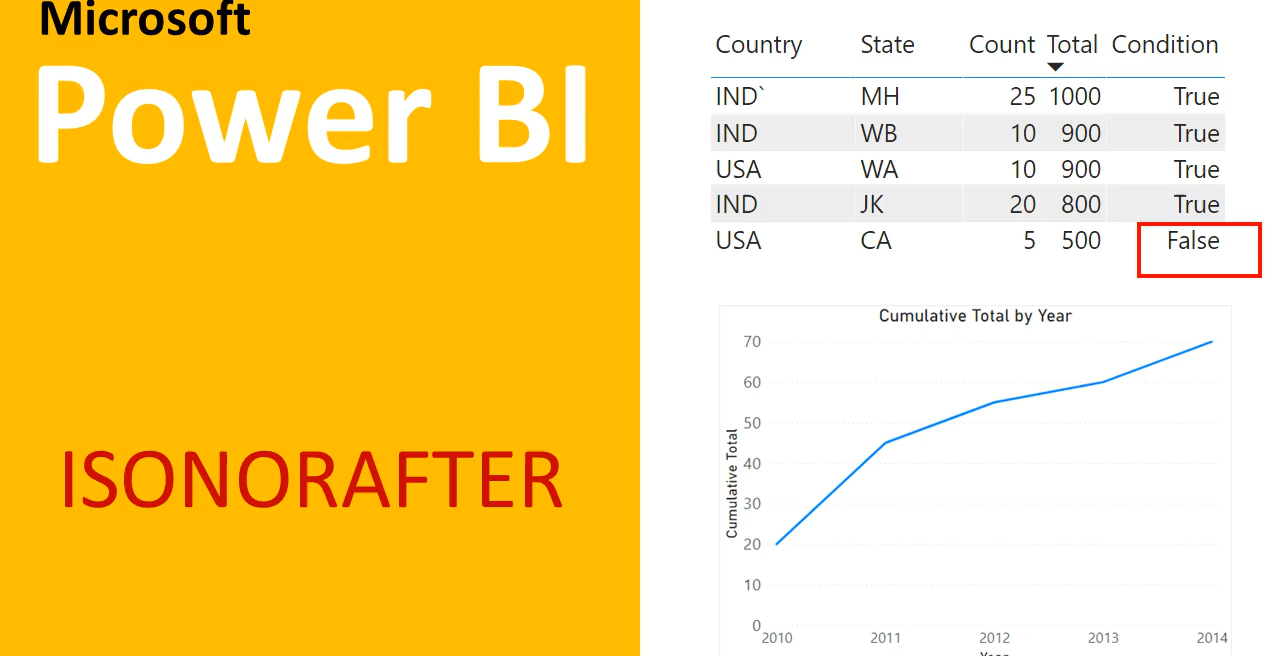 Microsoft
Power BI
ISONORAFTER
Country State Count Total Condition
IND` MH 25 1000 True
IND WB 10 900 True
USA WA 10 900 True
IND JK 20 800 True
USA CA 5 500 False
Cumulative Total by Year
70
60
50
40
30
20
10
0
Cumulative Total
2010 2011 2012 2013 2014
Year